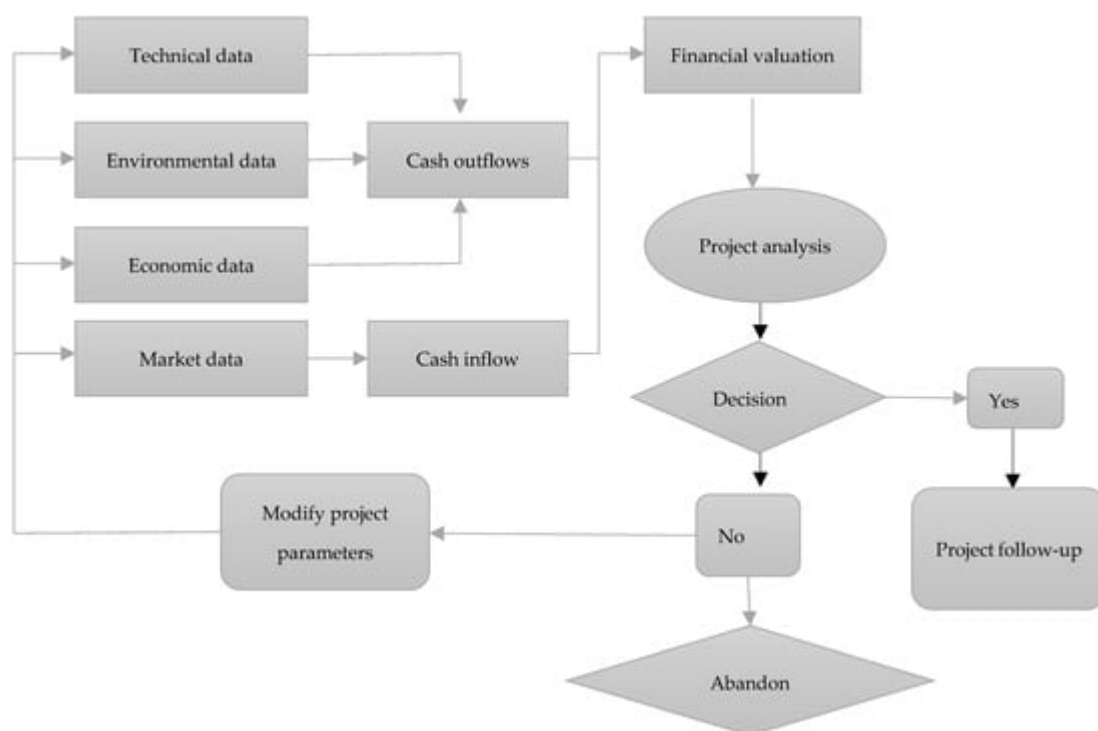 Technical data
Financial valuation
Environmental data
Cash outflows
Project analysis
Economic data
Market data
Cash inflow
Decision
Yes
Modify project
parameters
No
Project follow-up
Abandon